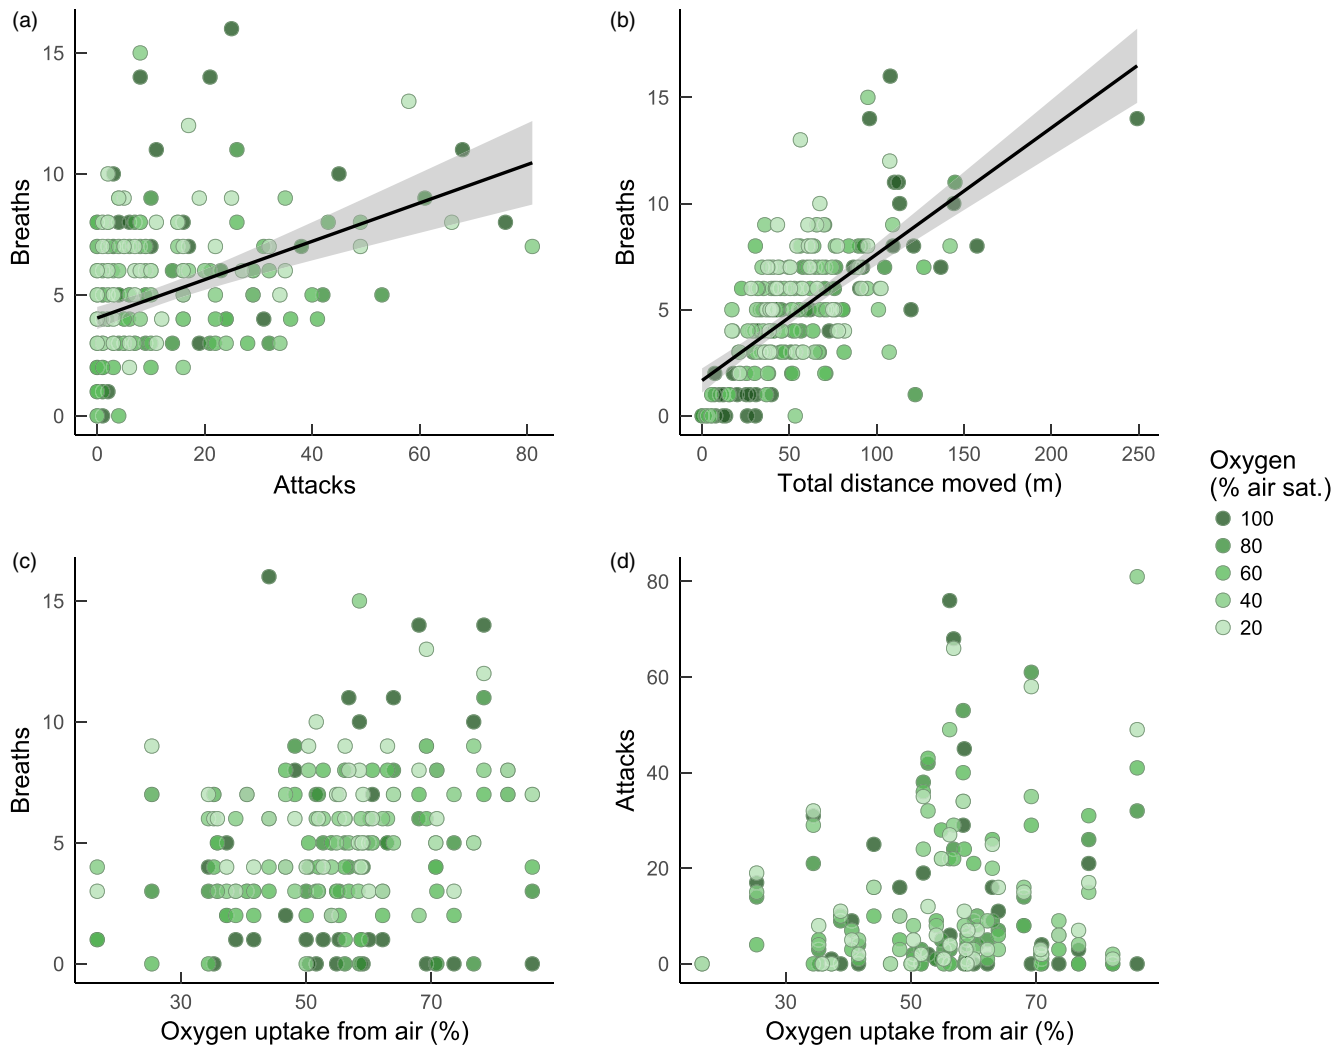 (a)
Breaths
15
10
5
0
0 20 40 60 80
Attacks
(b)
Breaths
15
10
5
0
0 50 100 150 200 250
Total distance moved (m)
Oxygen
(% air sat.)
100
80
60
40
20
(c)
Breaths
15
10
5
0
30 50 70
Oxygen uptake from air (%)
(d)
Attacks
80
60
40
20
0
30 50 70
Oxygen uptake from air (%)